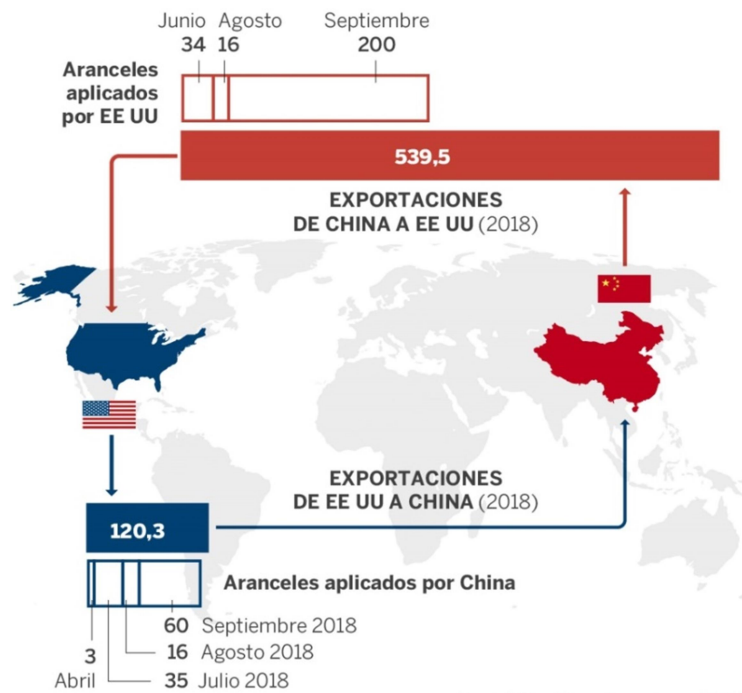 Junio Agosto Septiembre
34 16 200
Aranceles
aplicados
por EE UU
539,5
EXPORTACIONES
DE CHINA A EE UU (2018)
EXPORTACIONES
DE EE UU A CHINA (2018)
120,3
Aranceles aplicados por China
60 Septiembre 2018
3 16 Agosto 2018
Abril 35 Julio 2018